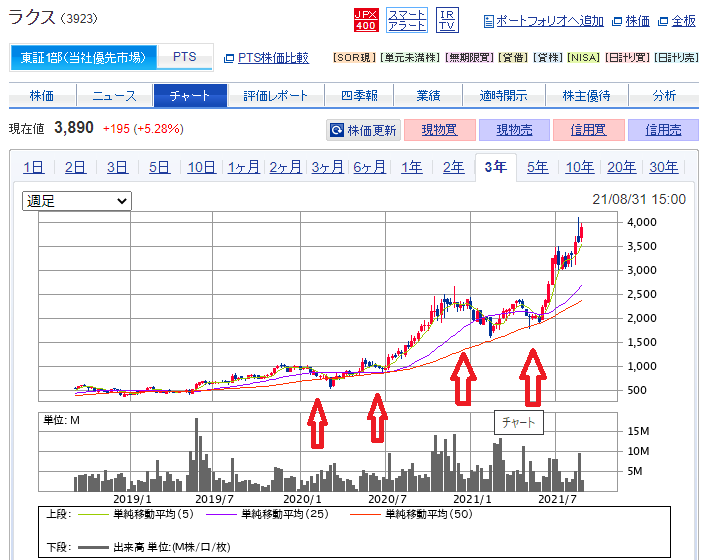 ラクス (3923)
JPX 400 スマートアラート IR TV ポートフォリオへ追加 株価 全板
東証1部(当社優先市場) PTS PTS株価比較 [SOR現] [単元未満株] [無期限買] [貸借] [貸株] [NISA] [日計り買] [日計り売]
株価 ニュース チャート 評価レポート 四季報 業績 適時開示 株主優待 分析
現在値 3,890 +195 (+5.28%) 株価更新 現物買 現物売 信用買 信用売
1日 2日 3日 5日 10日 1ヶ月 2ヶ月 3ヶ月 6ヶ月 1年 2年 3年 5年 10年 20年 30年
週足 21/08/31 15:00
4,000
3,500
3,000
2,500
2,000
1,500
1,000
500
単位: M チャート
15M
10M
5M
2019/1 2019/7 2020/1 2020/7 2021/1 2021/7
上段: 単純移動平均(5) 単純移動平均(25) 単純移動平均(50)
下段: 出来高 単位:(M株/口/枚)